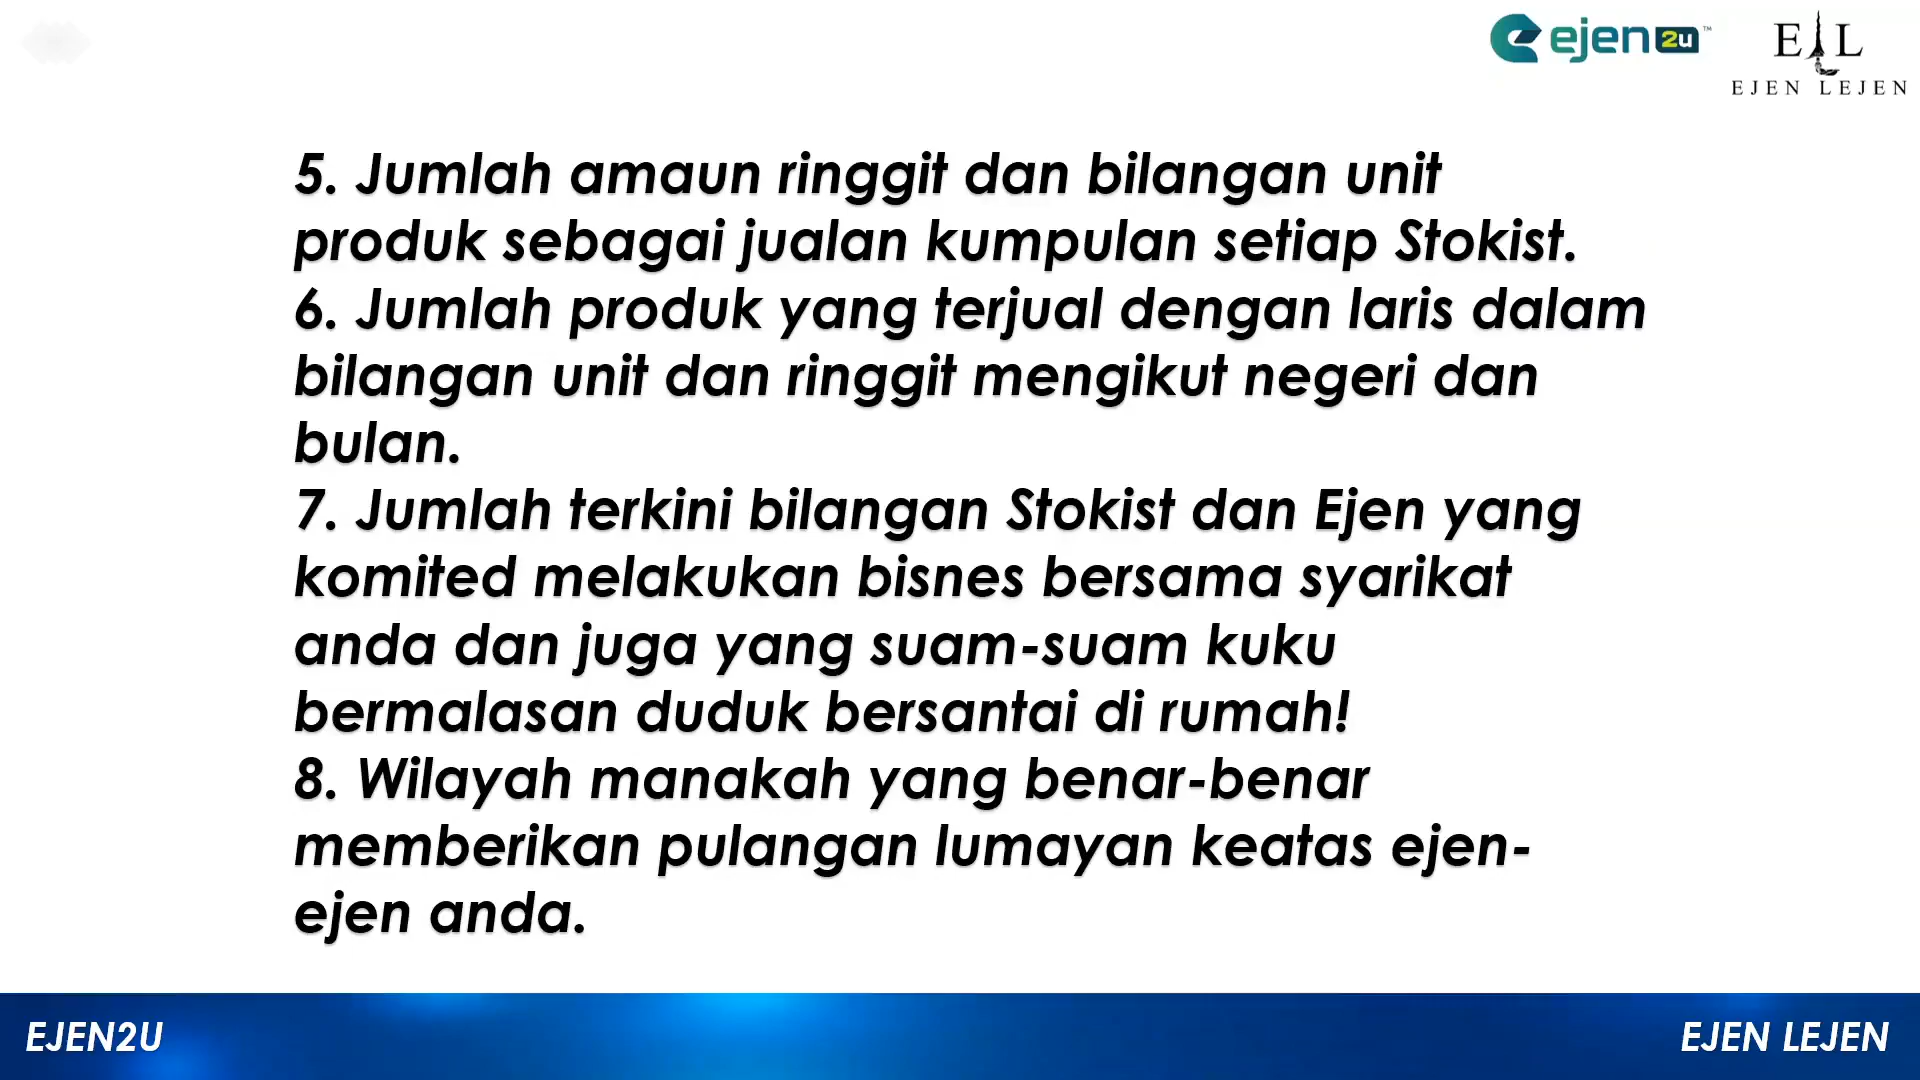 ejen2u™
EL
EJEN LEJEN
5. Jumlah amaun ringgit dan bilangan unit
produk sebagai jualan kumpulan setiap Stokist.
6. Jumlah produk yang terjual dengan laris dalam
bilangan unit dan ringgit mengikut negeri dan
bulan.
7. Jumlah terkini bilangan Stokist dan Ejen yang
komited melakukan bisnes bersama syarikat
anda dan juga yang suam-suam kuku
bermalasan duduk bersantai di rumah!
8. Wilayah manakah yang benar-benar
memberikan pulangan lumayan keatas ejen-
ejen anda.
EJEN2U
EJEN LEJEN